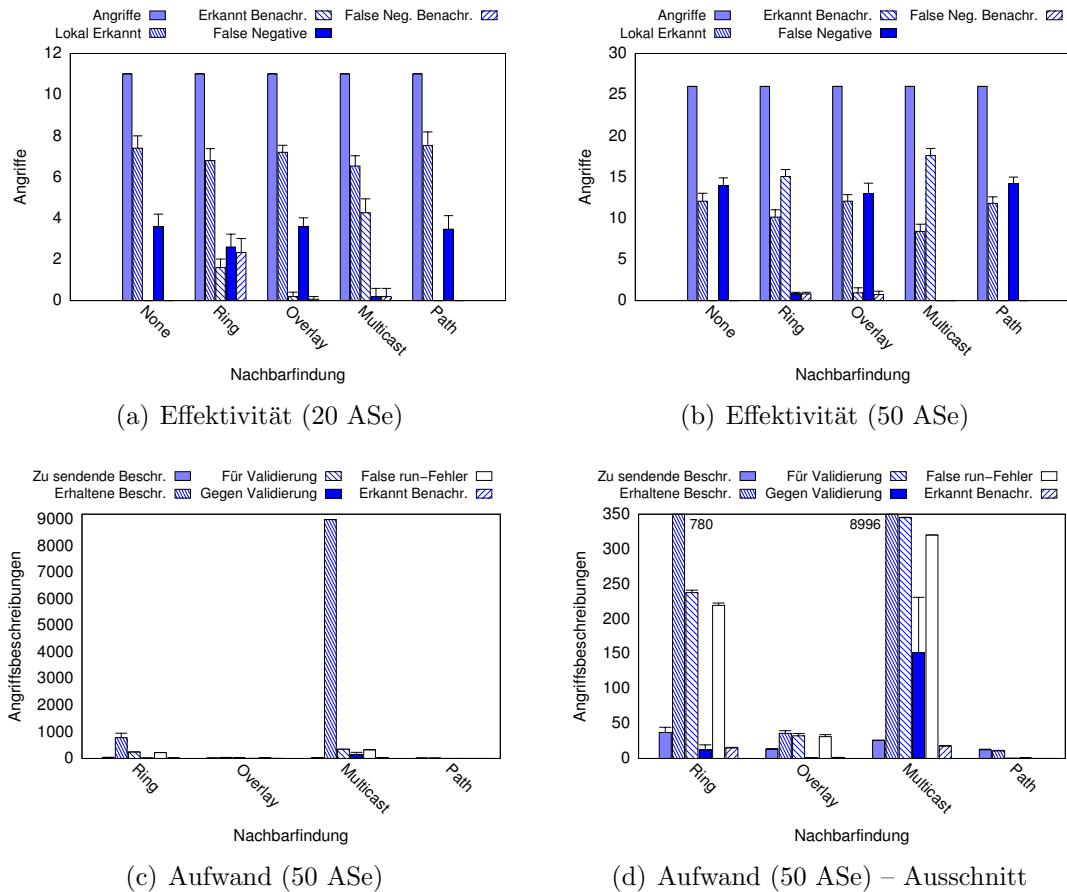 Angriffe
Lokal Erkannt
Erkannt Benachr.
False Negative
False Neg. Benachr.
12
10
8
6
4
2
0
Angriffe
None
Ring
Overlay
Multicast
Path
Nachbarfindung
(a) Effektivität (20 ASe)
Angriffe
Lokal Erkannt
Erkannt Benachr.
False Negative
False Neg. Benachr.
30
25
20
15
10
5
0
Angriffe
None
Ring
Overlay
Multicast
Path
Nachbarfindung
(b) Effektivität (50 ASe)
Zu sendende Beschr.
Erhaltene Beschr.
Für Validierung
Gegen Validierung
False run−Fehler
Erkannt Benachr.
9000
8000
7000
6000
5000
4000
3000
2000
1000
0
Angriffsbeschreibungen
Ring
Overlay
Multicast
Path
Nachbarfindung
(c) Aufwand (50 ASe)
Zu sendende Beschr.
Erhaltene Beschr.
Für Validierung
Gegen Validierung
False run−Fehler
Erkannt Benachr.
350
300
250
200
150
100
50
0
780
8996
Angriffsbeschreibungen
Ring
Overlay
Multicast
Path
Nachbarfindung
(d) Aufwand (50 ASe) – Ausschnitt